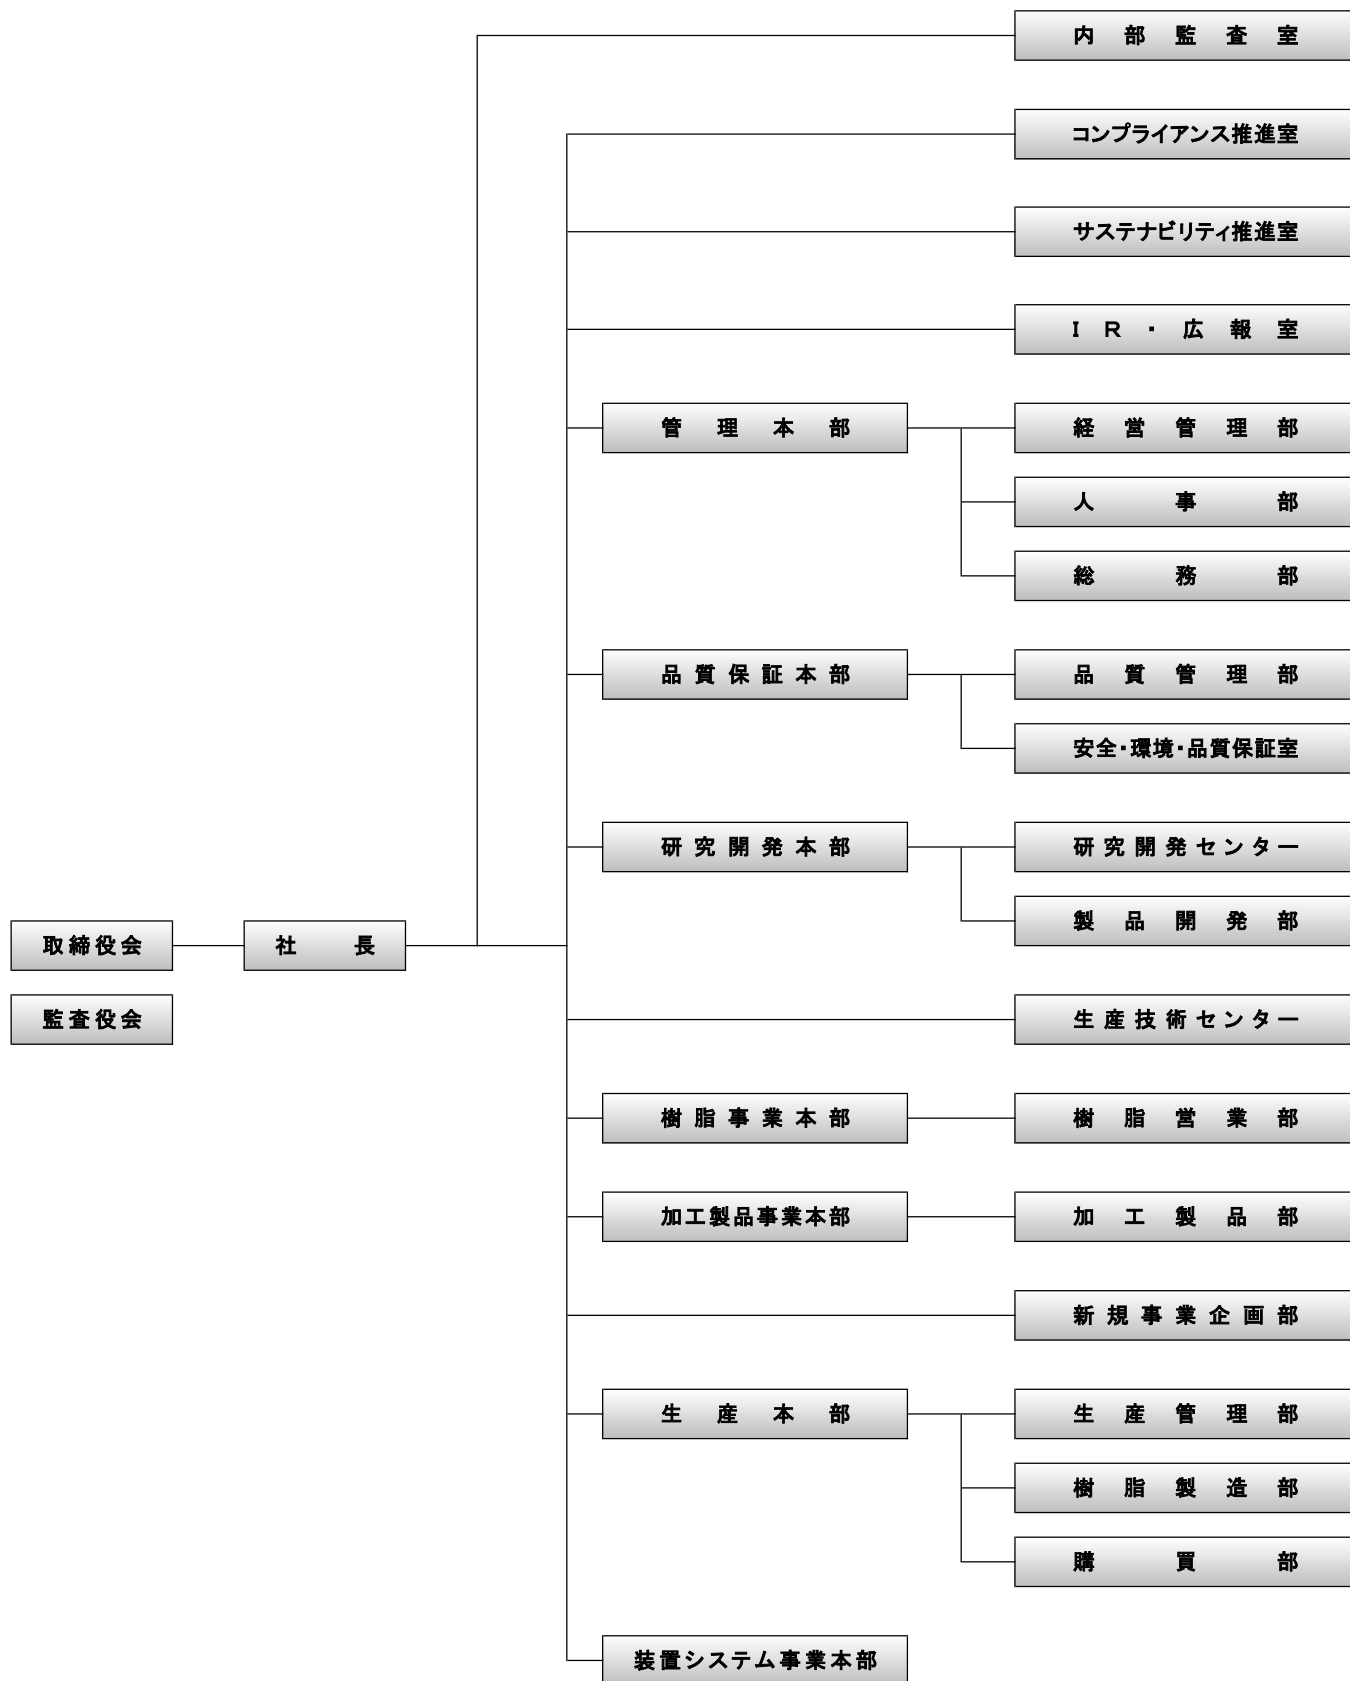 内部監査室
コンプライアンス推進室
サステナビリティ推進室
ＩＲ・広報室
管理本部
経営管理部
人事部
総務部
品質保証本部
品質管理部
安全・環境・品質保証室
研究開発本部
研究開発センター
製品開発部
取締役会
社長
監査役会
生産技術センター
樹脂事業本部
樹脂営業部
加工製品事業本部
加工製品部
新規事業企画部
生産本部
生産管理部
樹脂製造部
購買部
装置システム事業本部